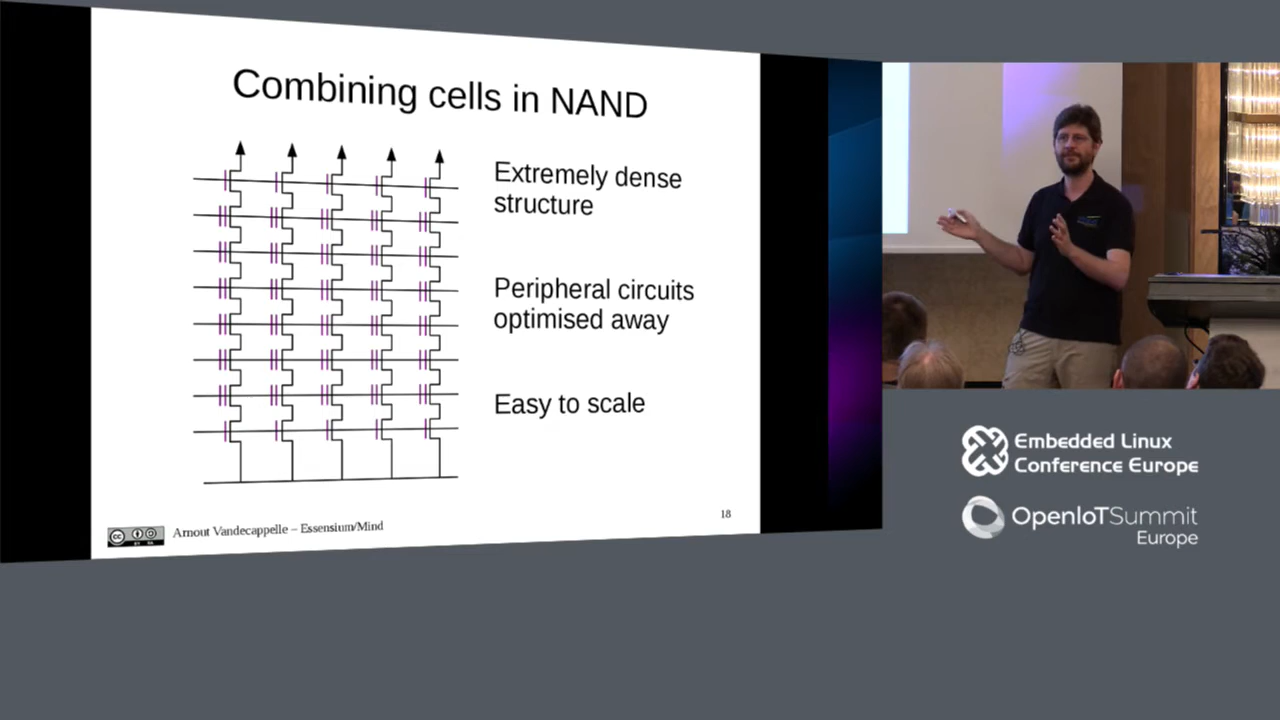 Combining cells in NAND
Extremely dense
structure
Peripheral circuits
optimised away
Easy to scale
Arnout Vandecappelle – Essensium/Mind
18
Embedded Linux
Conference Europe
OpenIoTSummit
Europe